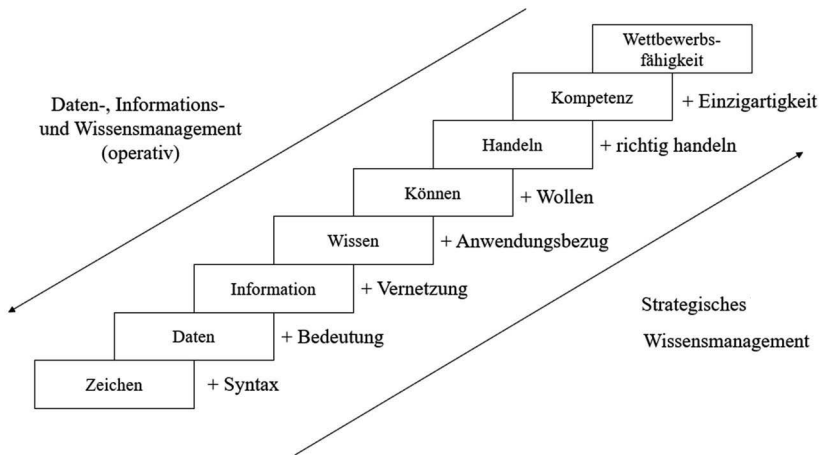 Wettbewerbs-
fähigkeit
Daten-, Informations-
und Wissensmanagement
(operativ)
Kompetenz
+ Einzigartigkeit
Handeln
+ richtig handeln
Können
+ Wollen
Wissen
+ Anwendungsbezug
Information
+ Vernetzung
Strategisches
Wissensmanagement
Daten
+ Bedeutung
Zeichen
+ Syntax